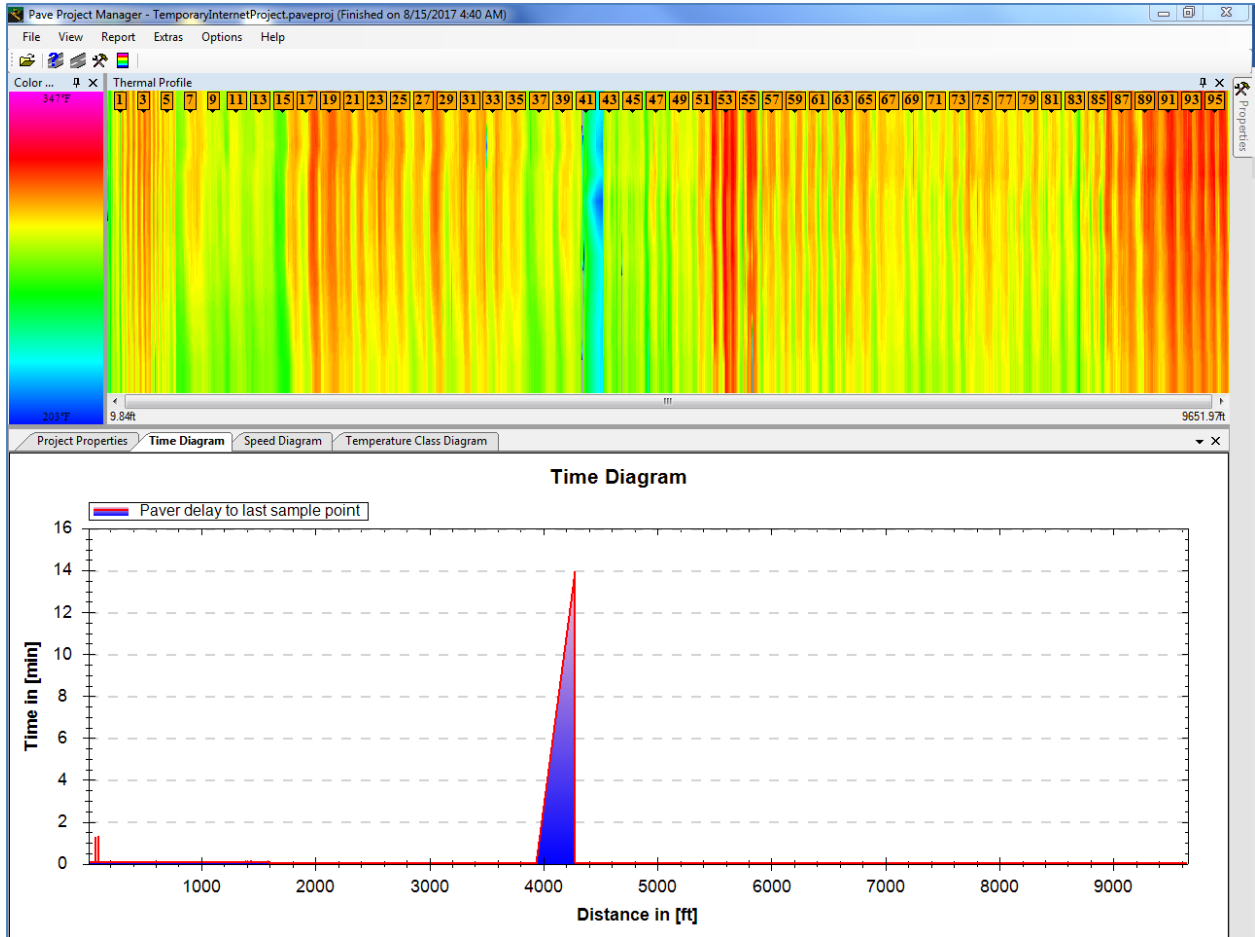 Pave Project Manager - TemporaryInternetProject.paveproj (Finished on 8/15/2017 4:40 AM)
File View Report Extras Options Help
Color ... Thermal Profile
347°F
1 3 5 7 9 11 13 15 17 19 21 23 25 27 29 31 33 35 37 39 41 43 45 47 49 51 53 55 57 59 61 63 65 67 69 71 73 75 77 79 81 83 85 87 89 91 93 95
Properties
203°F
9.84ft 9651.97ft
Project Properties Time Diagram Speed Diagram Temperature Class Diagram
Time Diagram
Paver delay to last sample point
16
14
12
10
8
6
4
2
0
Time in [min]
1000 2000 3000 4000 5000 6000 7000 8000 9000
Distance in [ft]